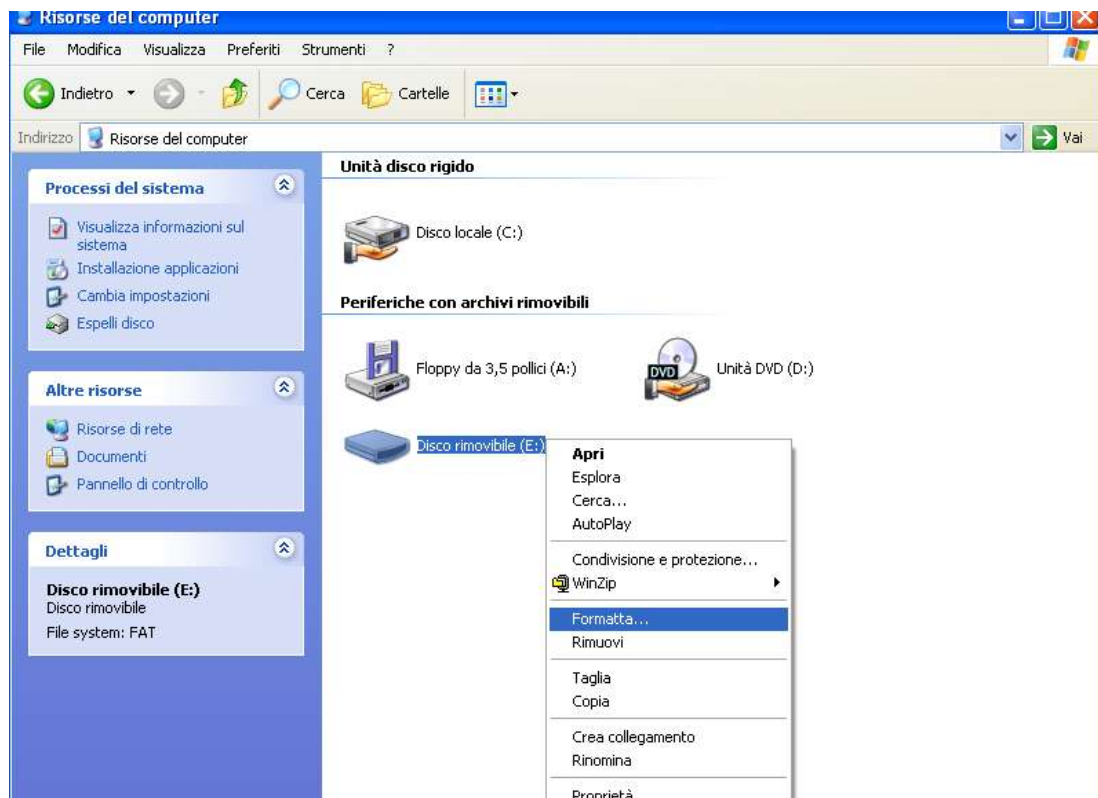 Risorse del computer
File Modifica Visualizza Preferiti Strumenti ?
Indietro Cerca Cartelle
Indirizzo Risorse del computer Vai
Processi del sistema
Visualizza informazioni sul
sistema
Installazione applicazioni
Cambia impostazioni
Espelli disco
Altre risorse
Risorse di rete
Documenti
Pannello di controllo
Dettagli
Disco rimovibile (E:)
Disco rimovibile
File system: FAT
Unità disco rigido
Disco locale (C:)
Periferiche con archivi rimovibili
Floppy da 3,5 pollici (A:)
DVD
Unità DVD (D:)
Disco rimovibile (E:)
Apri
Esplora
Cerca...
AutoPlay
Condivisione e protezione...
WinZip
Formatta...
Rimuovi
Taglia
Copia
Crea collegamento
Rinomina
Proprietà